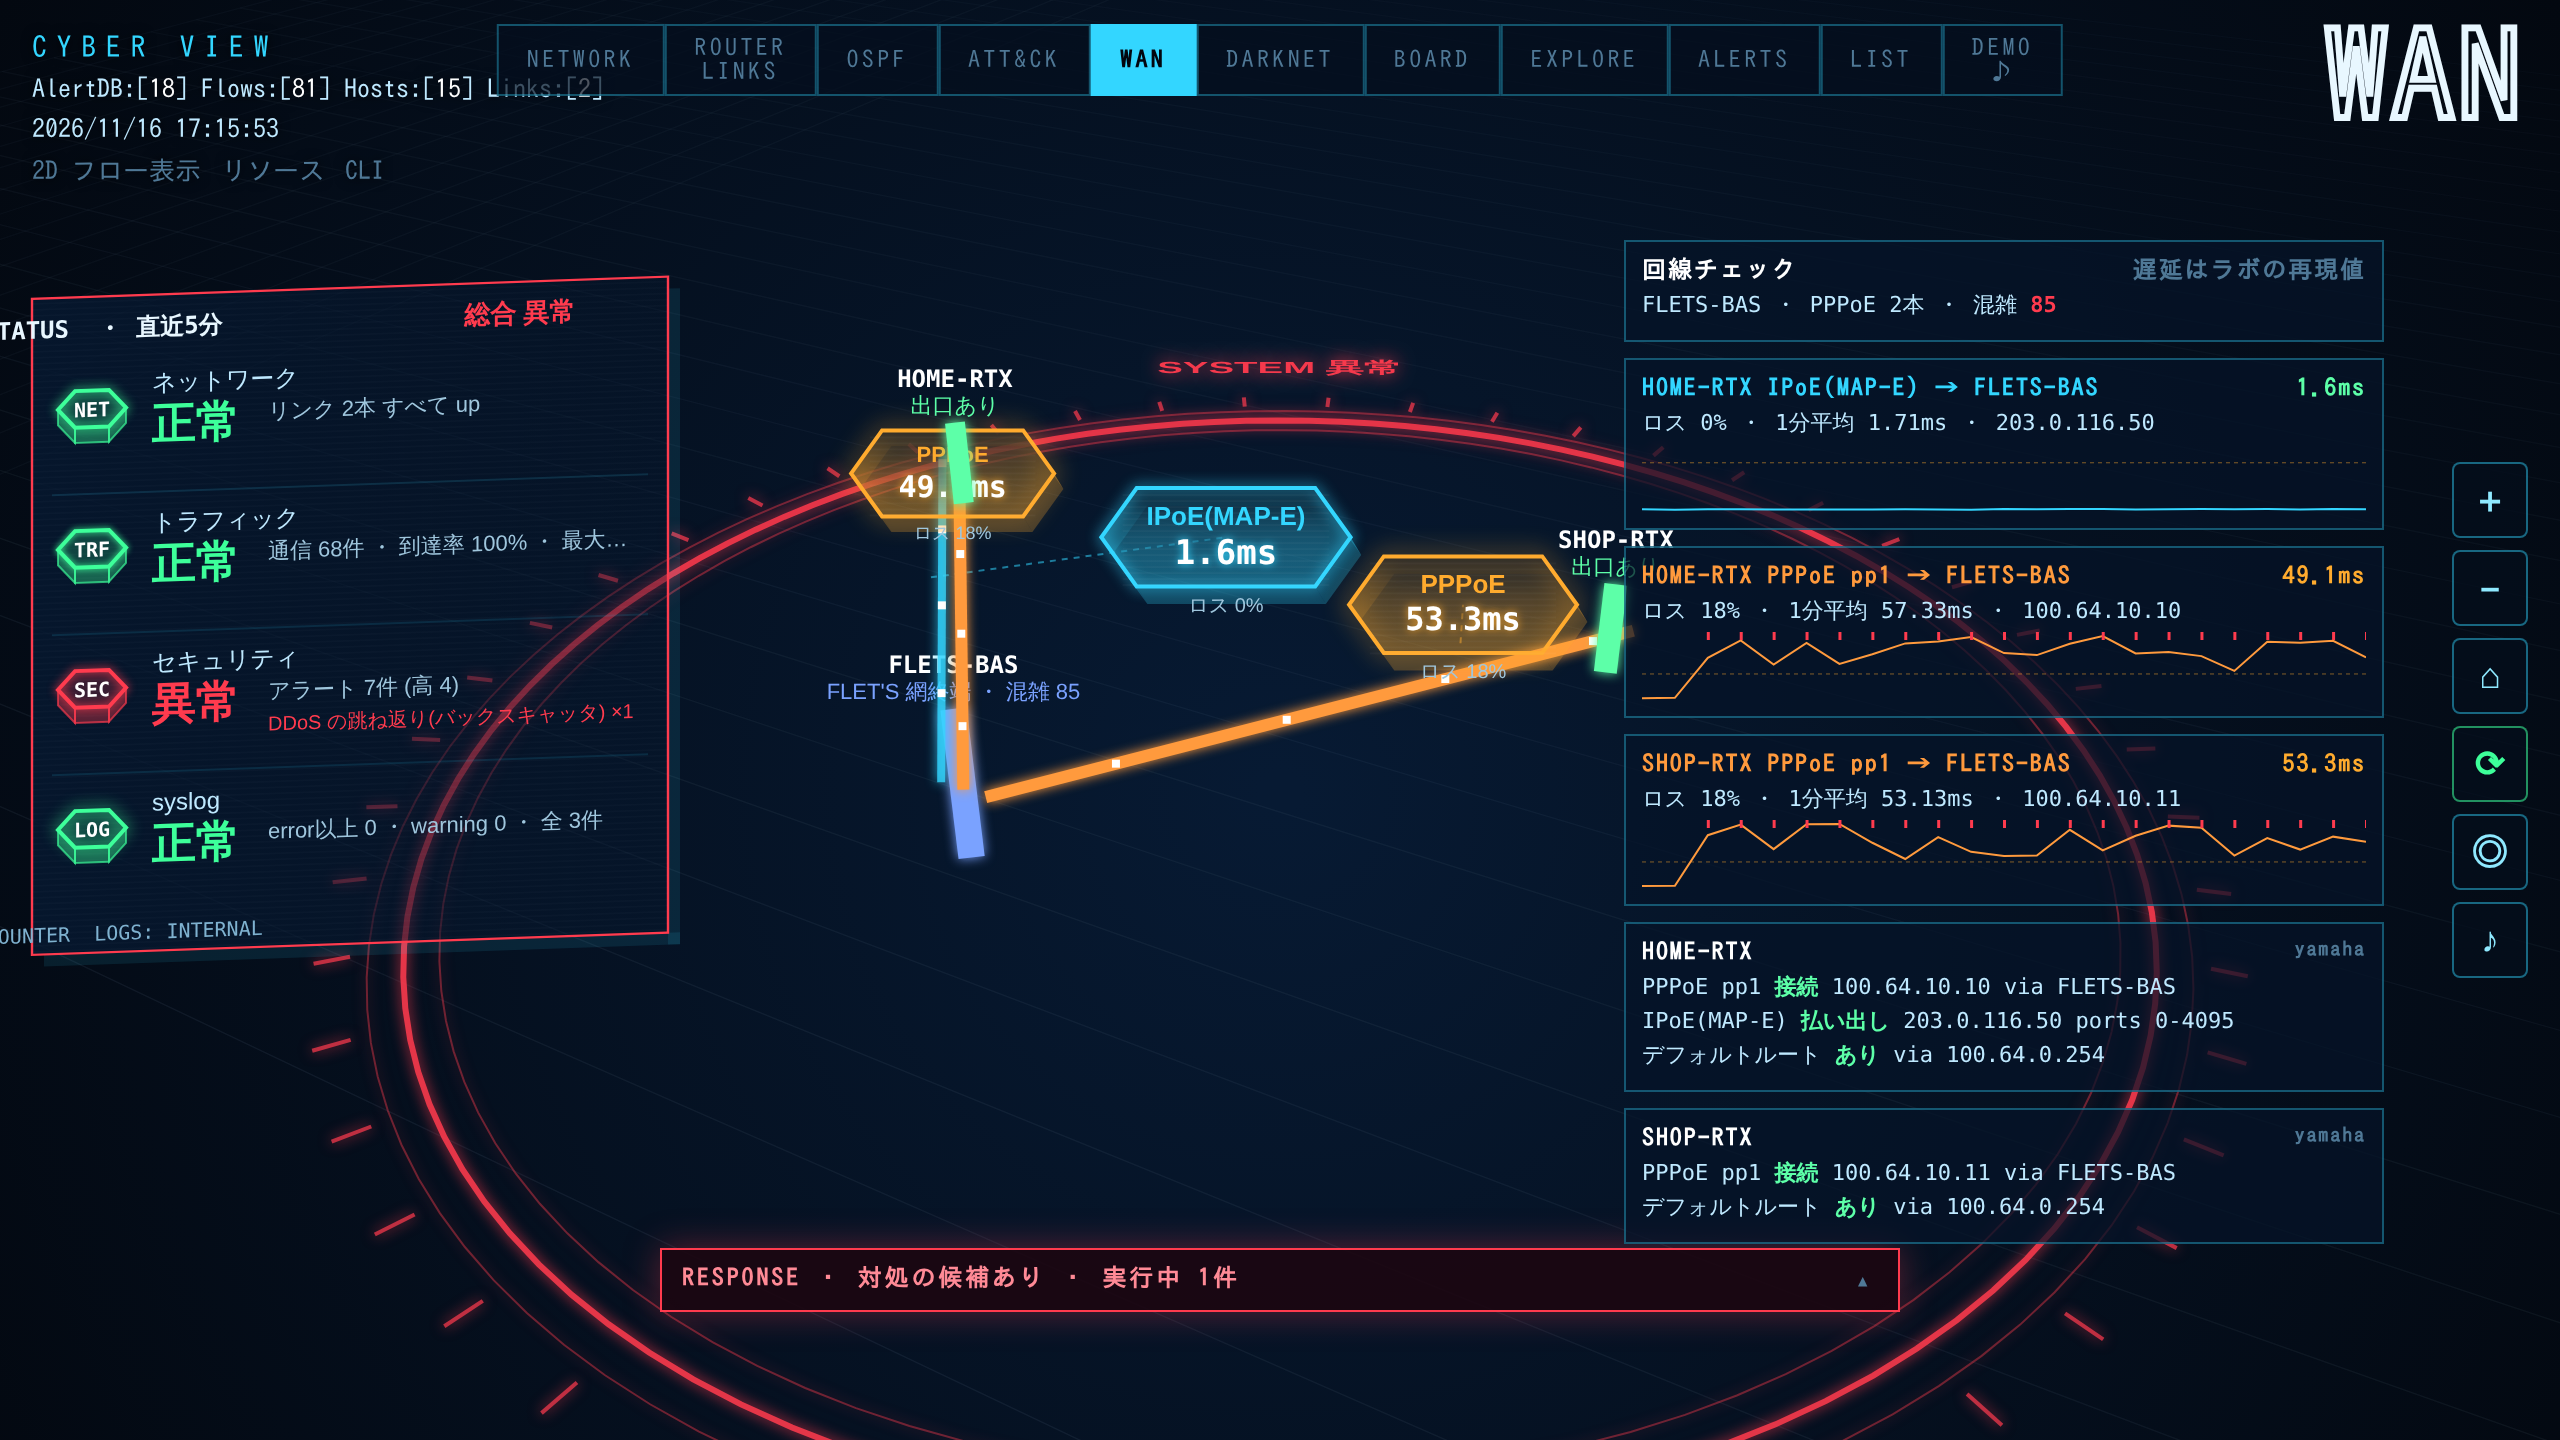 CYBER VIEW
AlertDB:[18] Flows:[81] Hosts:[15] Links:[2]
2026/11/16 17:15:53
2D フロー表示 リソース CLI
NETWORK
ROUTER
LINKS
OSPF
ATT&CK
WAN
DARKNET
BOARD
EXPLORE
ALERTS
LIST
DEMO
♪
WAN
TATUS ・ 直近5分
総合 異常
NET
ネットワーク
正常
リンク 2本 すべて up
TRF
トラフィック
正常
通信 68件 ・ 到達率 100% ・ 最大…
SEC
セキュリティ
異常
アラート 7件 (高 4)
DDoS の跳ね返り(バックスキャッタ) ×1
LOG
syslog
正常
error以上 0 ・ warning 0 ・ 全 3件
OUNTER LOGS: INTERNAL
SYSTEM 異常
HOME-RTX
出口あり
PPPoE
ms
ロス 18%
IPoE(MAP-E)
1.6ms
ロス 0%
PPPoE
53.3ms
ロス 18%
SHOP-RTX
出口あ
FLETS-BAS
FLET'S 網終端 ・ 混雑 85
回線チェック
遅延はラボの再現値
FLETS-BAS ・ PPPoE 2本 ・ 混雑 85
HOME-RTX IPoE(MAP-E) → FLETS-BAS
1.6ms
ロス 0% ・ 1分平均 1.71ms ・ 203.0.116.50
HOME-RTX PPPoE pp1 → FLETS-BAS
49.1ms
ロス 18% ・ 1分平均 57.33ms ・ 100.64.10.10
SHOP-RTX PPPoE pp1 → FLETS-BAS
53.3ms
ロス 18% ・ 1分平均 53.13ms ・ 100.64.10.11
HOME-RTX
yamaha
PPPoE pp1 接続 100.64.10.10 via FLETS-BAS
IPoE(MAP-E) 払い出し 203.0.116.50 ports 0-4095
デフォルトルート あり via 100.64.0.254
SHOP-RTX
yamaha
PPPoE pp1 接続 100.64.10.11 via FLETS-BAS
デフォルトルート あり via 100.64.0.254
RESPONSE ・ 対処の候補あり ・ 実行中 1件